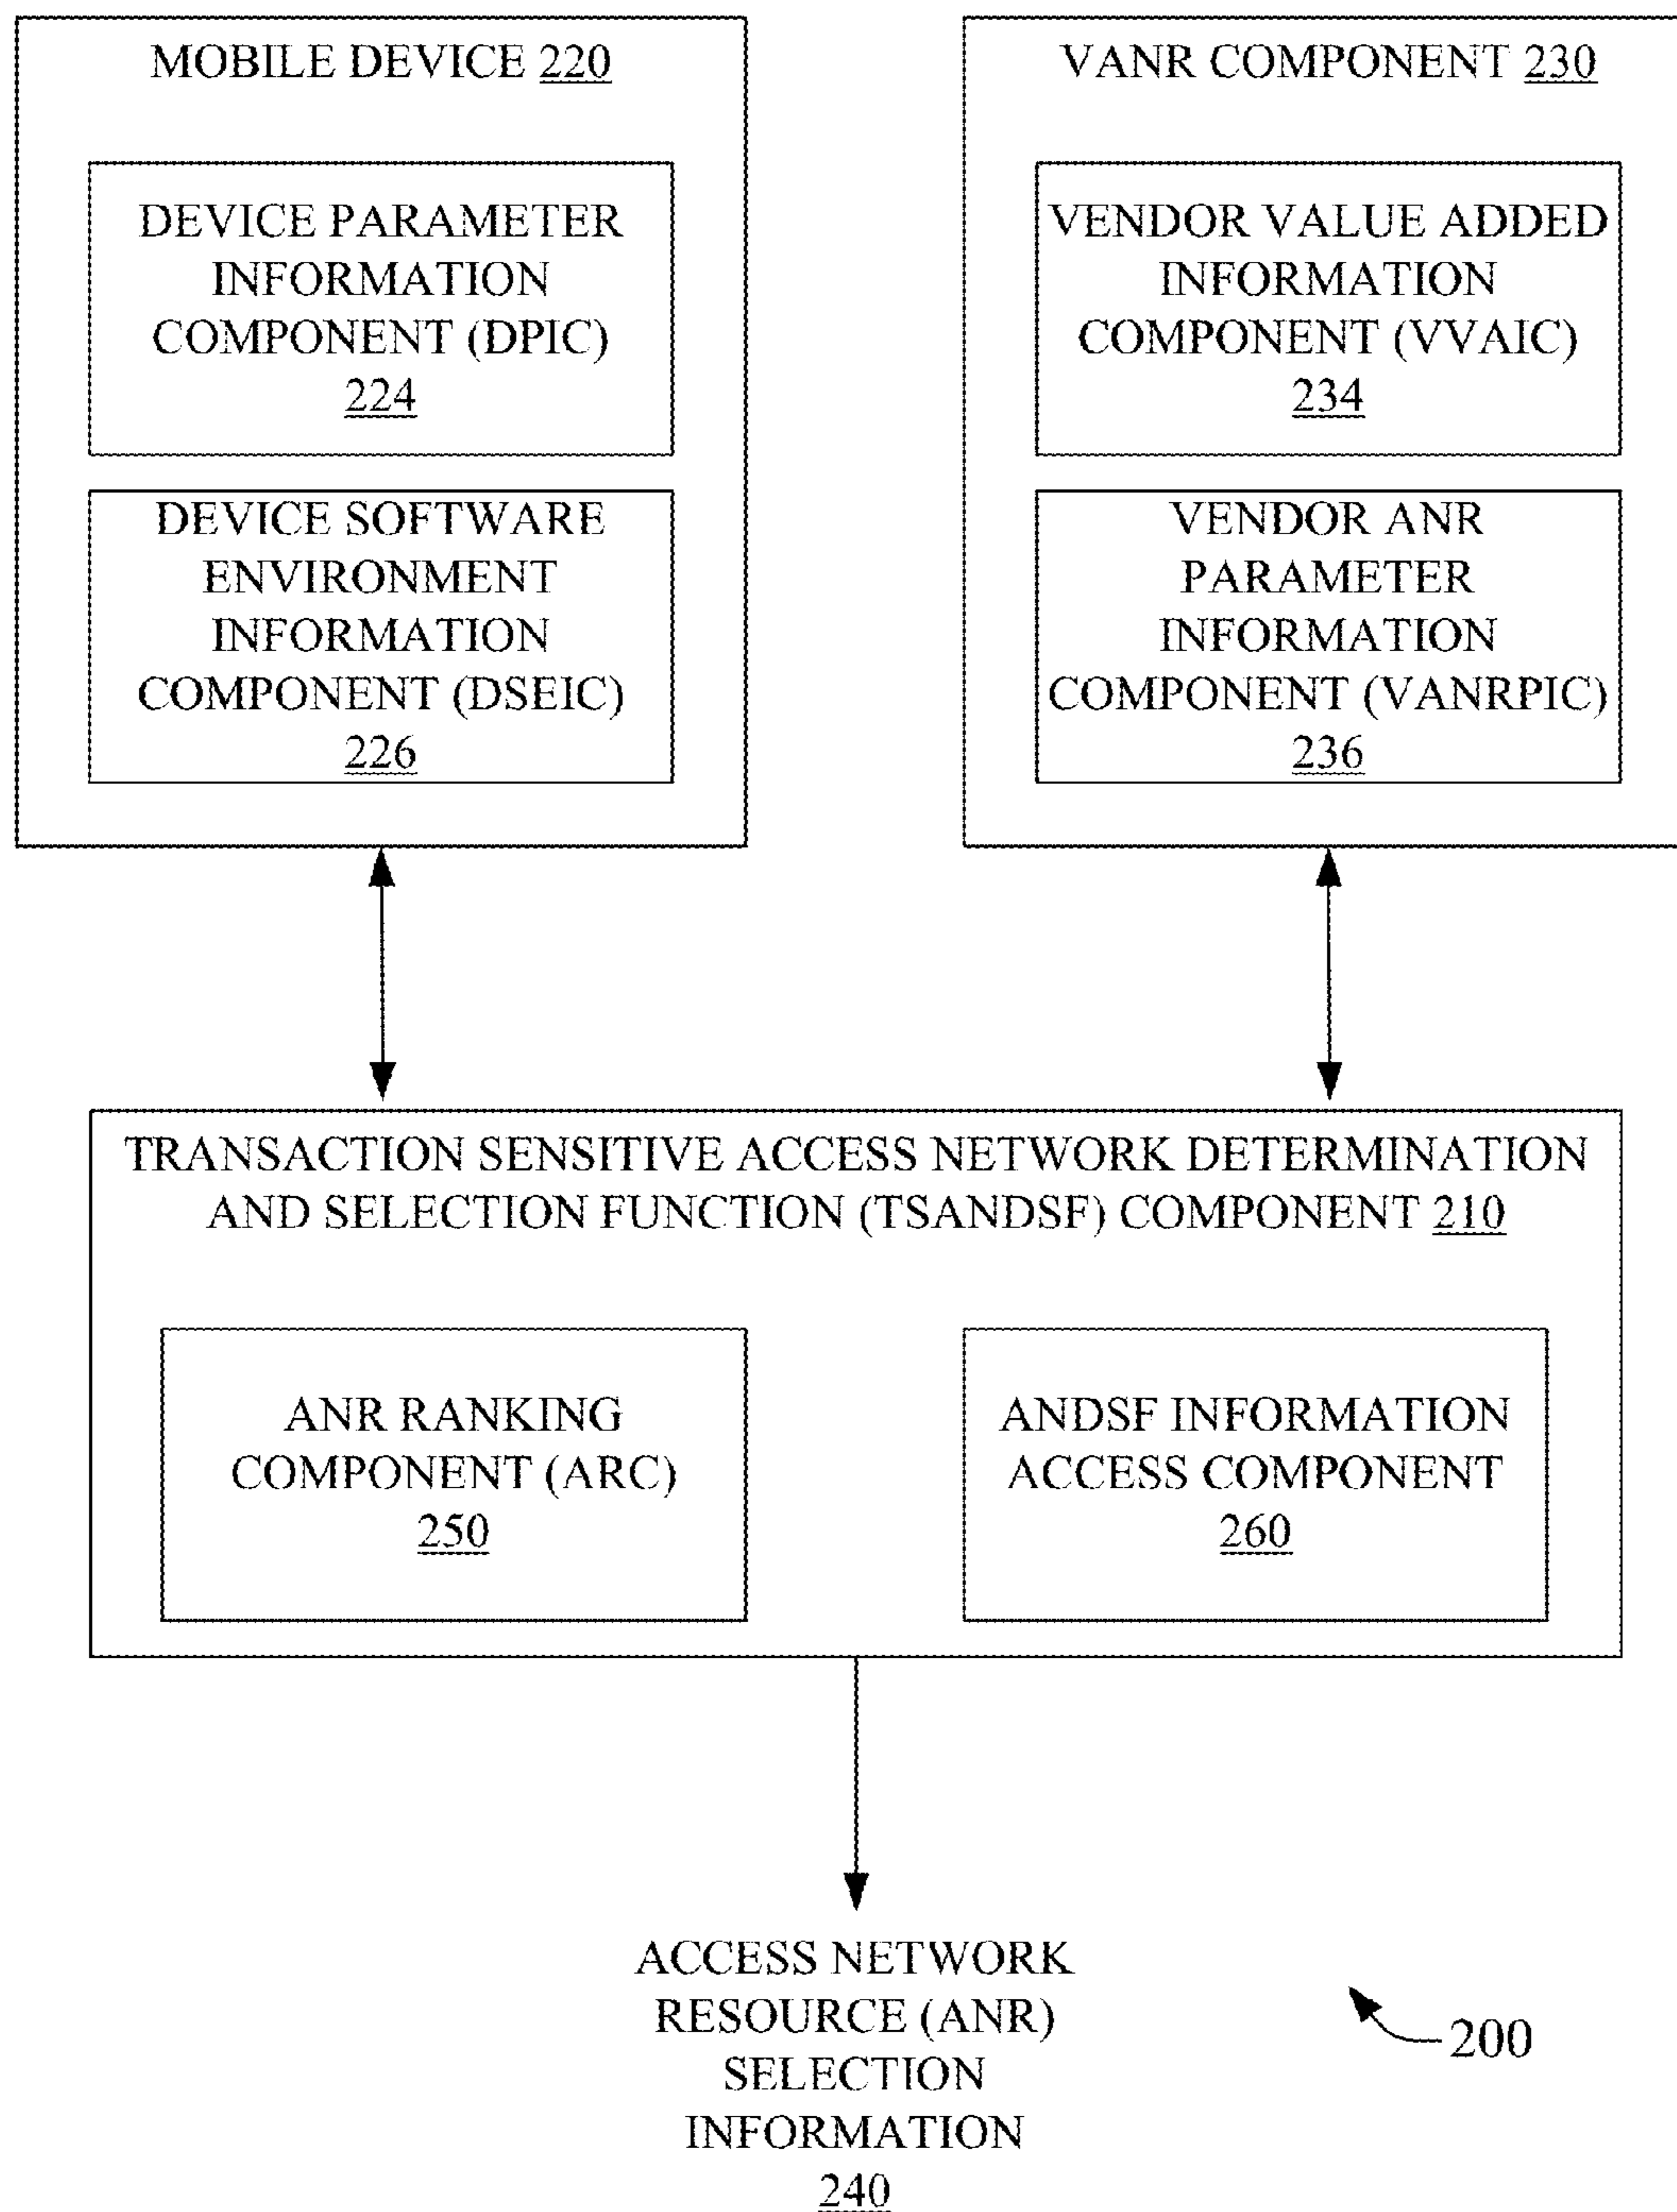 MOBILE DEVICE 220
DEVICE PARAMETER
INFORMATION
COMPONENT (DPIC)
224
DEVICE SOFTWARE
ENVIRONMENT
INFORMATION
COMPONENT (DSEIC)
226
VANR COMPONENT 230
VENDOR VALUE ADDED
INFORMATION
COMPONENT (VVAIC)
234
VENDOR ANR
PARAMETER
INFORMATION
COMPONENT (VANRPIC)
236
TRANSACTION SENSITIVE ACCESS NETWORK DETERMINATION
AND SELECTION FUNCTION (TSANDSF) COMPONENT 210
ANR RANKING
COMPONENT (ARC)
250
ANDSF INFORMATION
ACCESS COMPONENT
260
ACCESS NETWORK
RESOURCE (ANR)
SELECTION
INFORMATION
240
200